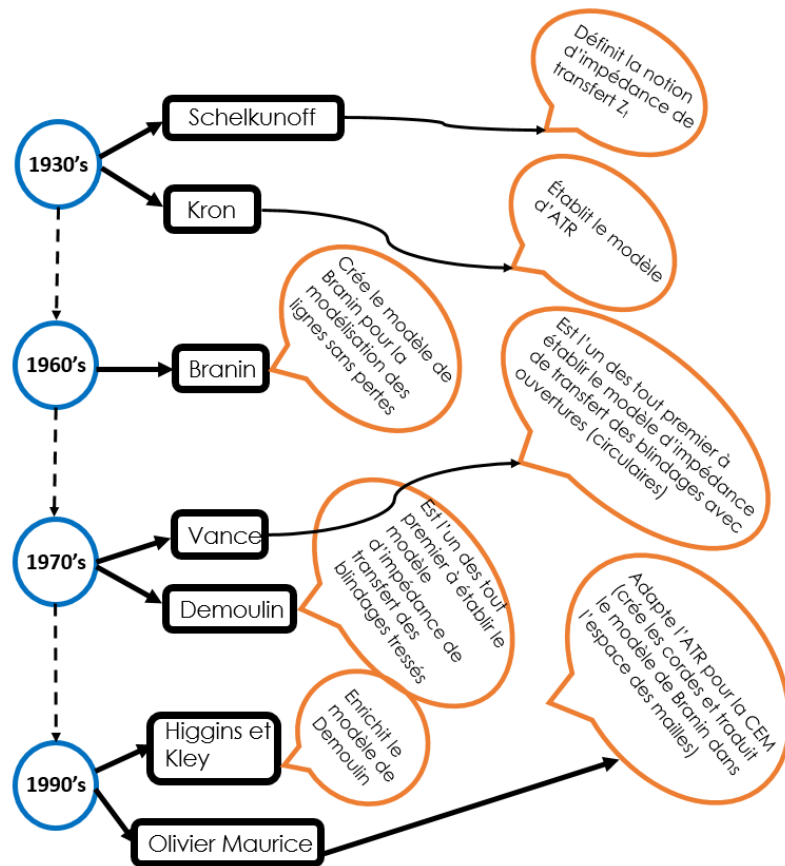 1930's
Schelkunoff
Définit la notion
d'impédance de
transfert Zt
Kron
Établit le modèle
d'ATR
1960's
Branin
Crée le modèle de
Branin pour la
modélisation des
lignes sans pertes
1970's
Vance
Est l'un des tout premier à
établir le modèle d'impédance
de transfert des blindages avec
ouvertures (circulaires)
Demoulin
Est l'un des tout
premier à établir le
modèle
d'impédance de
transfert des
blindages tressés
1990's
Higgins et
Kley
Enrichit le
modèle de
Demoulin
Olivier Maurice
Adapte l'ATR pour la CEM
(crée les cordes et traduit
le modèle de Branin dans
l'espace des mailles)